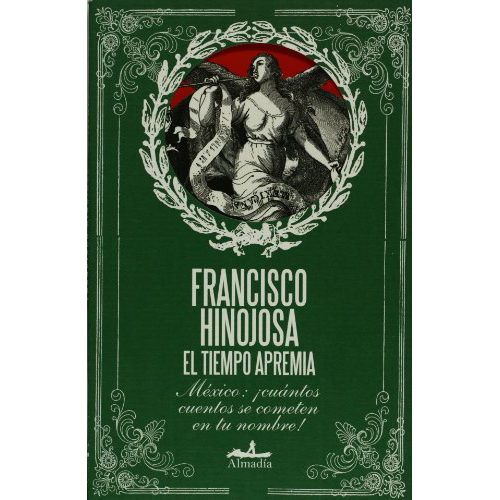 FRANCISCO
HINOJOSA
EL TIEMPO APREMIA
México: ¡cuántos
cuentos se cometen
en tu nombre!
Almadía